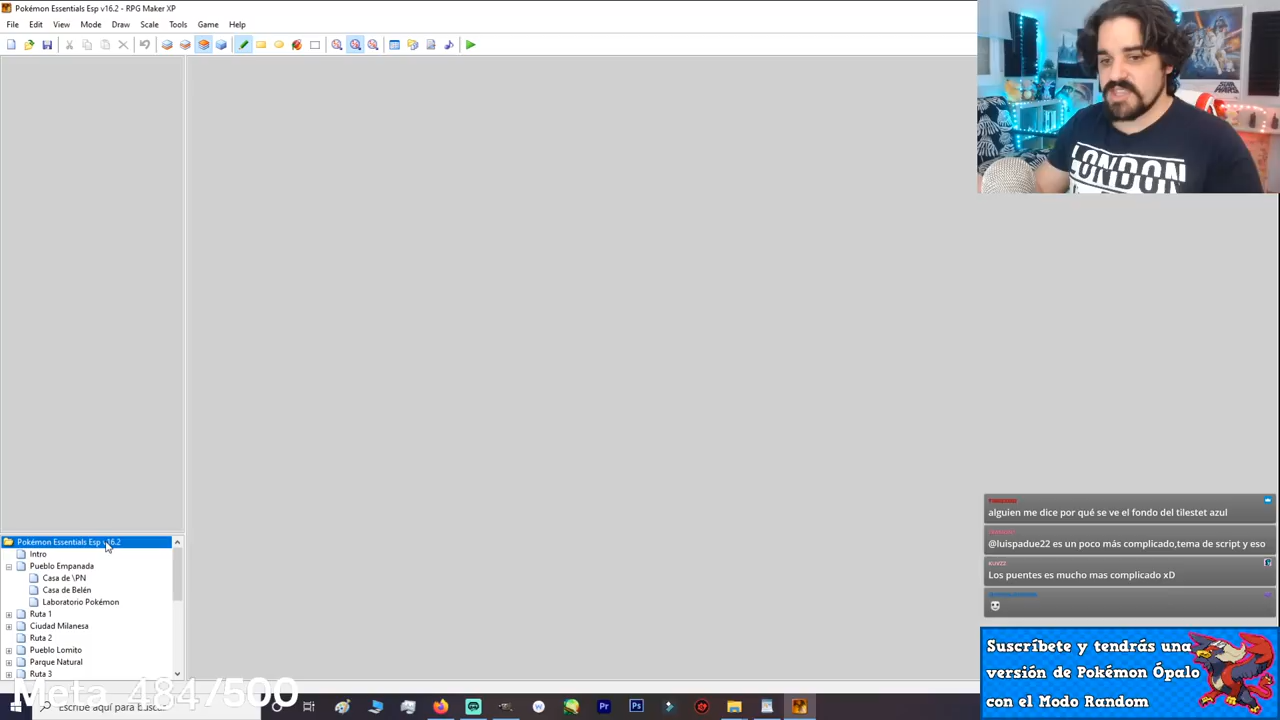 Pokémon Essentials Esp v16.2 - RPG Maker XP
File Edit View Mode Draw Scale Tools Game Help
STAR
WARS
LONDON
Pokémon Essentials Esp v16.2
Intro
Pueblo Empanada
Casa de \PN
Casa de Belén
Laboratorio Pokémon
Ruta 1
Ciudad Milanesa
Ruta 2
Pueblo Lomito
Parque Natural
Ruta 3
alguien me dice por qué se ve el fondo del tilestet azul
@luispadue22 es un poco más complicado,tema de script y eso
Los puentes es mucho mas complicado xD
Suscríbete y tendrás una
versión de Pokémon Ópalo
con el Modo Random
Meta 484/500
Escribe aquí para buscar